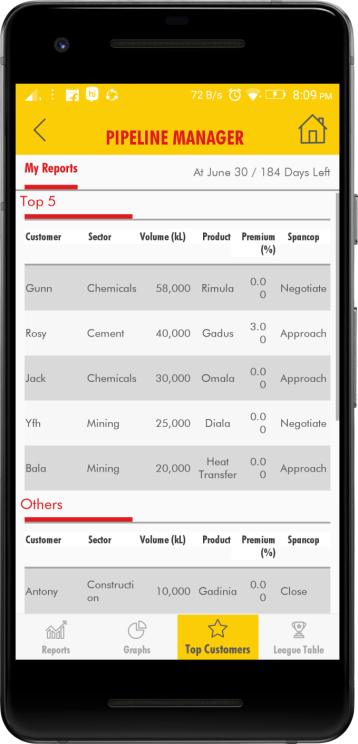 72 B/s 8:09 PM
PIPELINE MANAGER
My Reports At June 30 / 184 Days Left
Top 5
Customer Sector Volume (kL) Product Premium (%) Spancop
Gunn Chemicals 58,000 Rimula 0.00 Negotiate
Rosy Cement 40,000 Gadus 3.00 Approach
Jack Chemicals 30,000 Omala 0.00 Approach
Yfh Mining 25,000 Diala 0.00 Negotiate
Bala Mining 20,000 Heat Transfer 0.00 Approach
Others
Customer Sector Volume (kL) Product Premium (%) Spancop
Antony Construction 10,000 Gadinia 0.00 Close
Reports Graphs Top Customers League Table